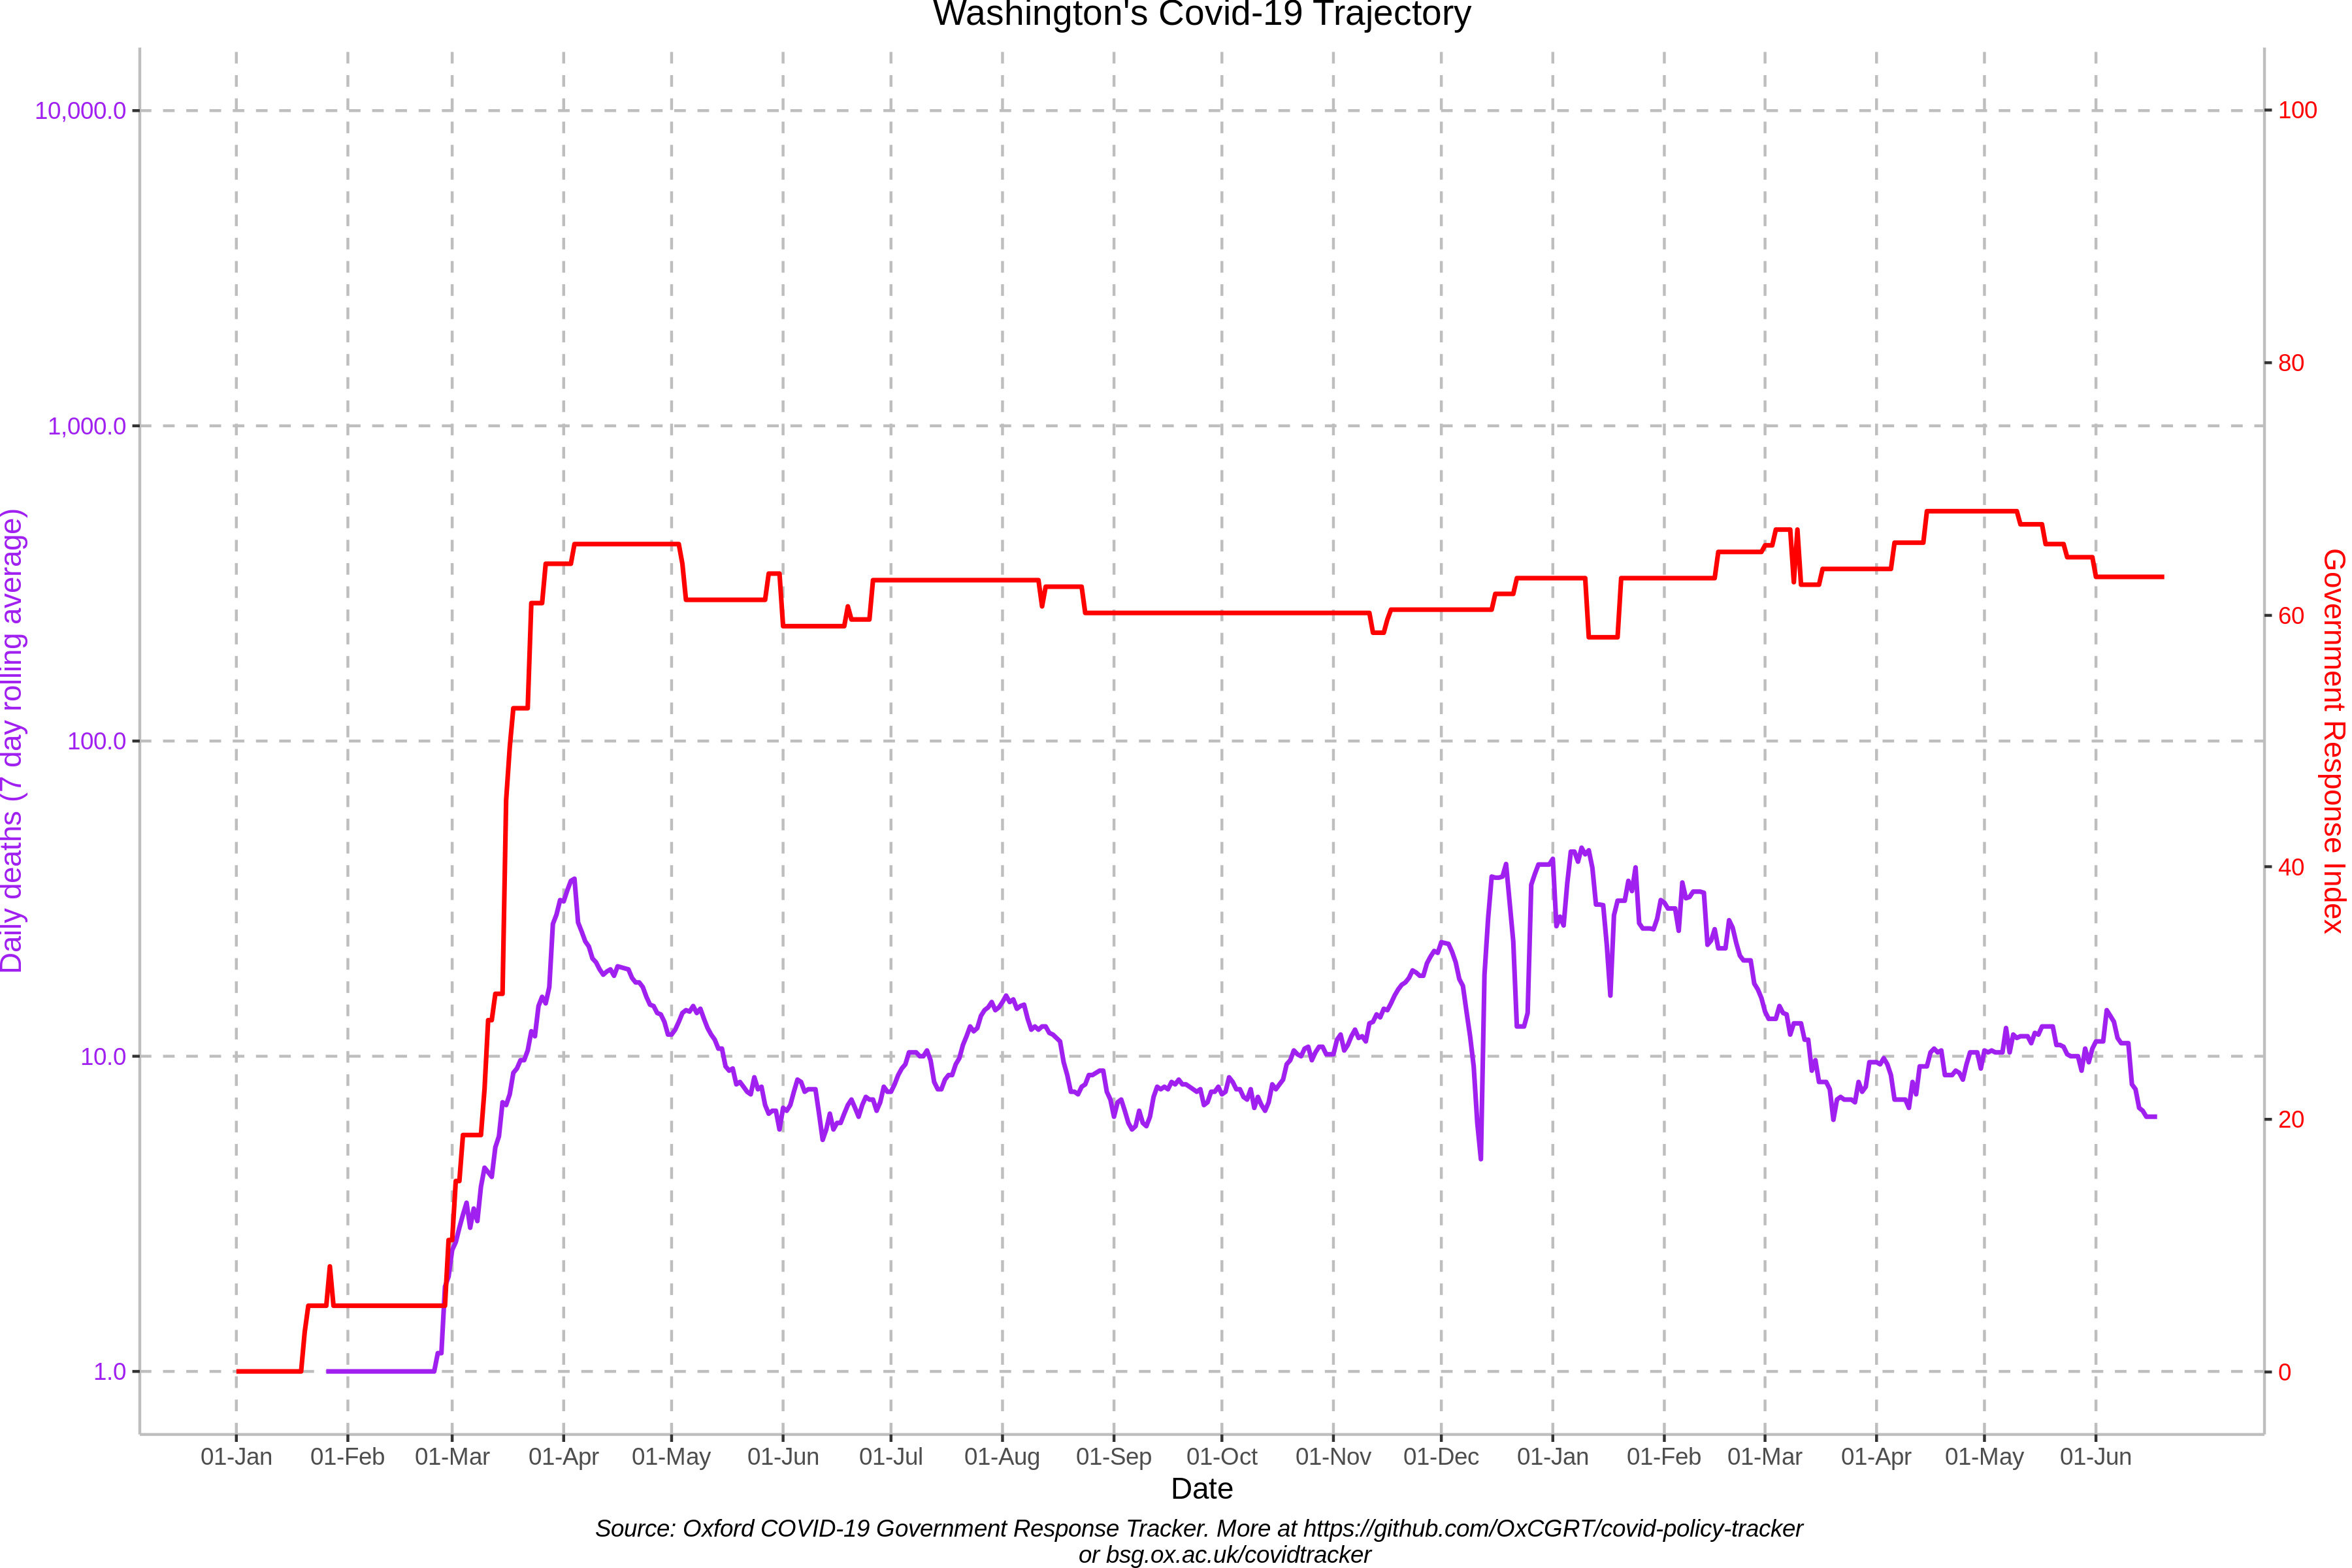 Washington's Covid-19 Trajectory
10,000.0
1,000.0
100.0
10.0
1.0
Daily deaths (7 day rolling average)
100
80
60
40
20
0
Government Response Index
01-Jan 01-Feb 01-Mar 01-Apr 01-May 01-Jun 01-Jul 01-Aug 01-Sep 01-Oct 01-Nov 01-Dec 01-Jan 01-Feb 01-Mar 01-Apr 01-May 01-Jun
Date
Source: Oxford COVID-19 Government Response Tracker. More at https://github.com/OxCGRT/covid-policy-tracker
or bsg.ox.ac.uk/covidtracker